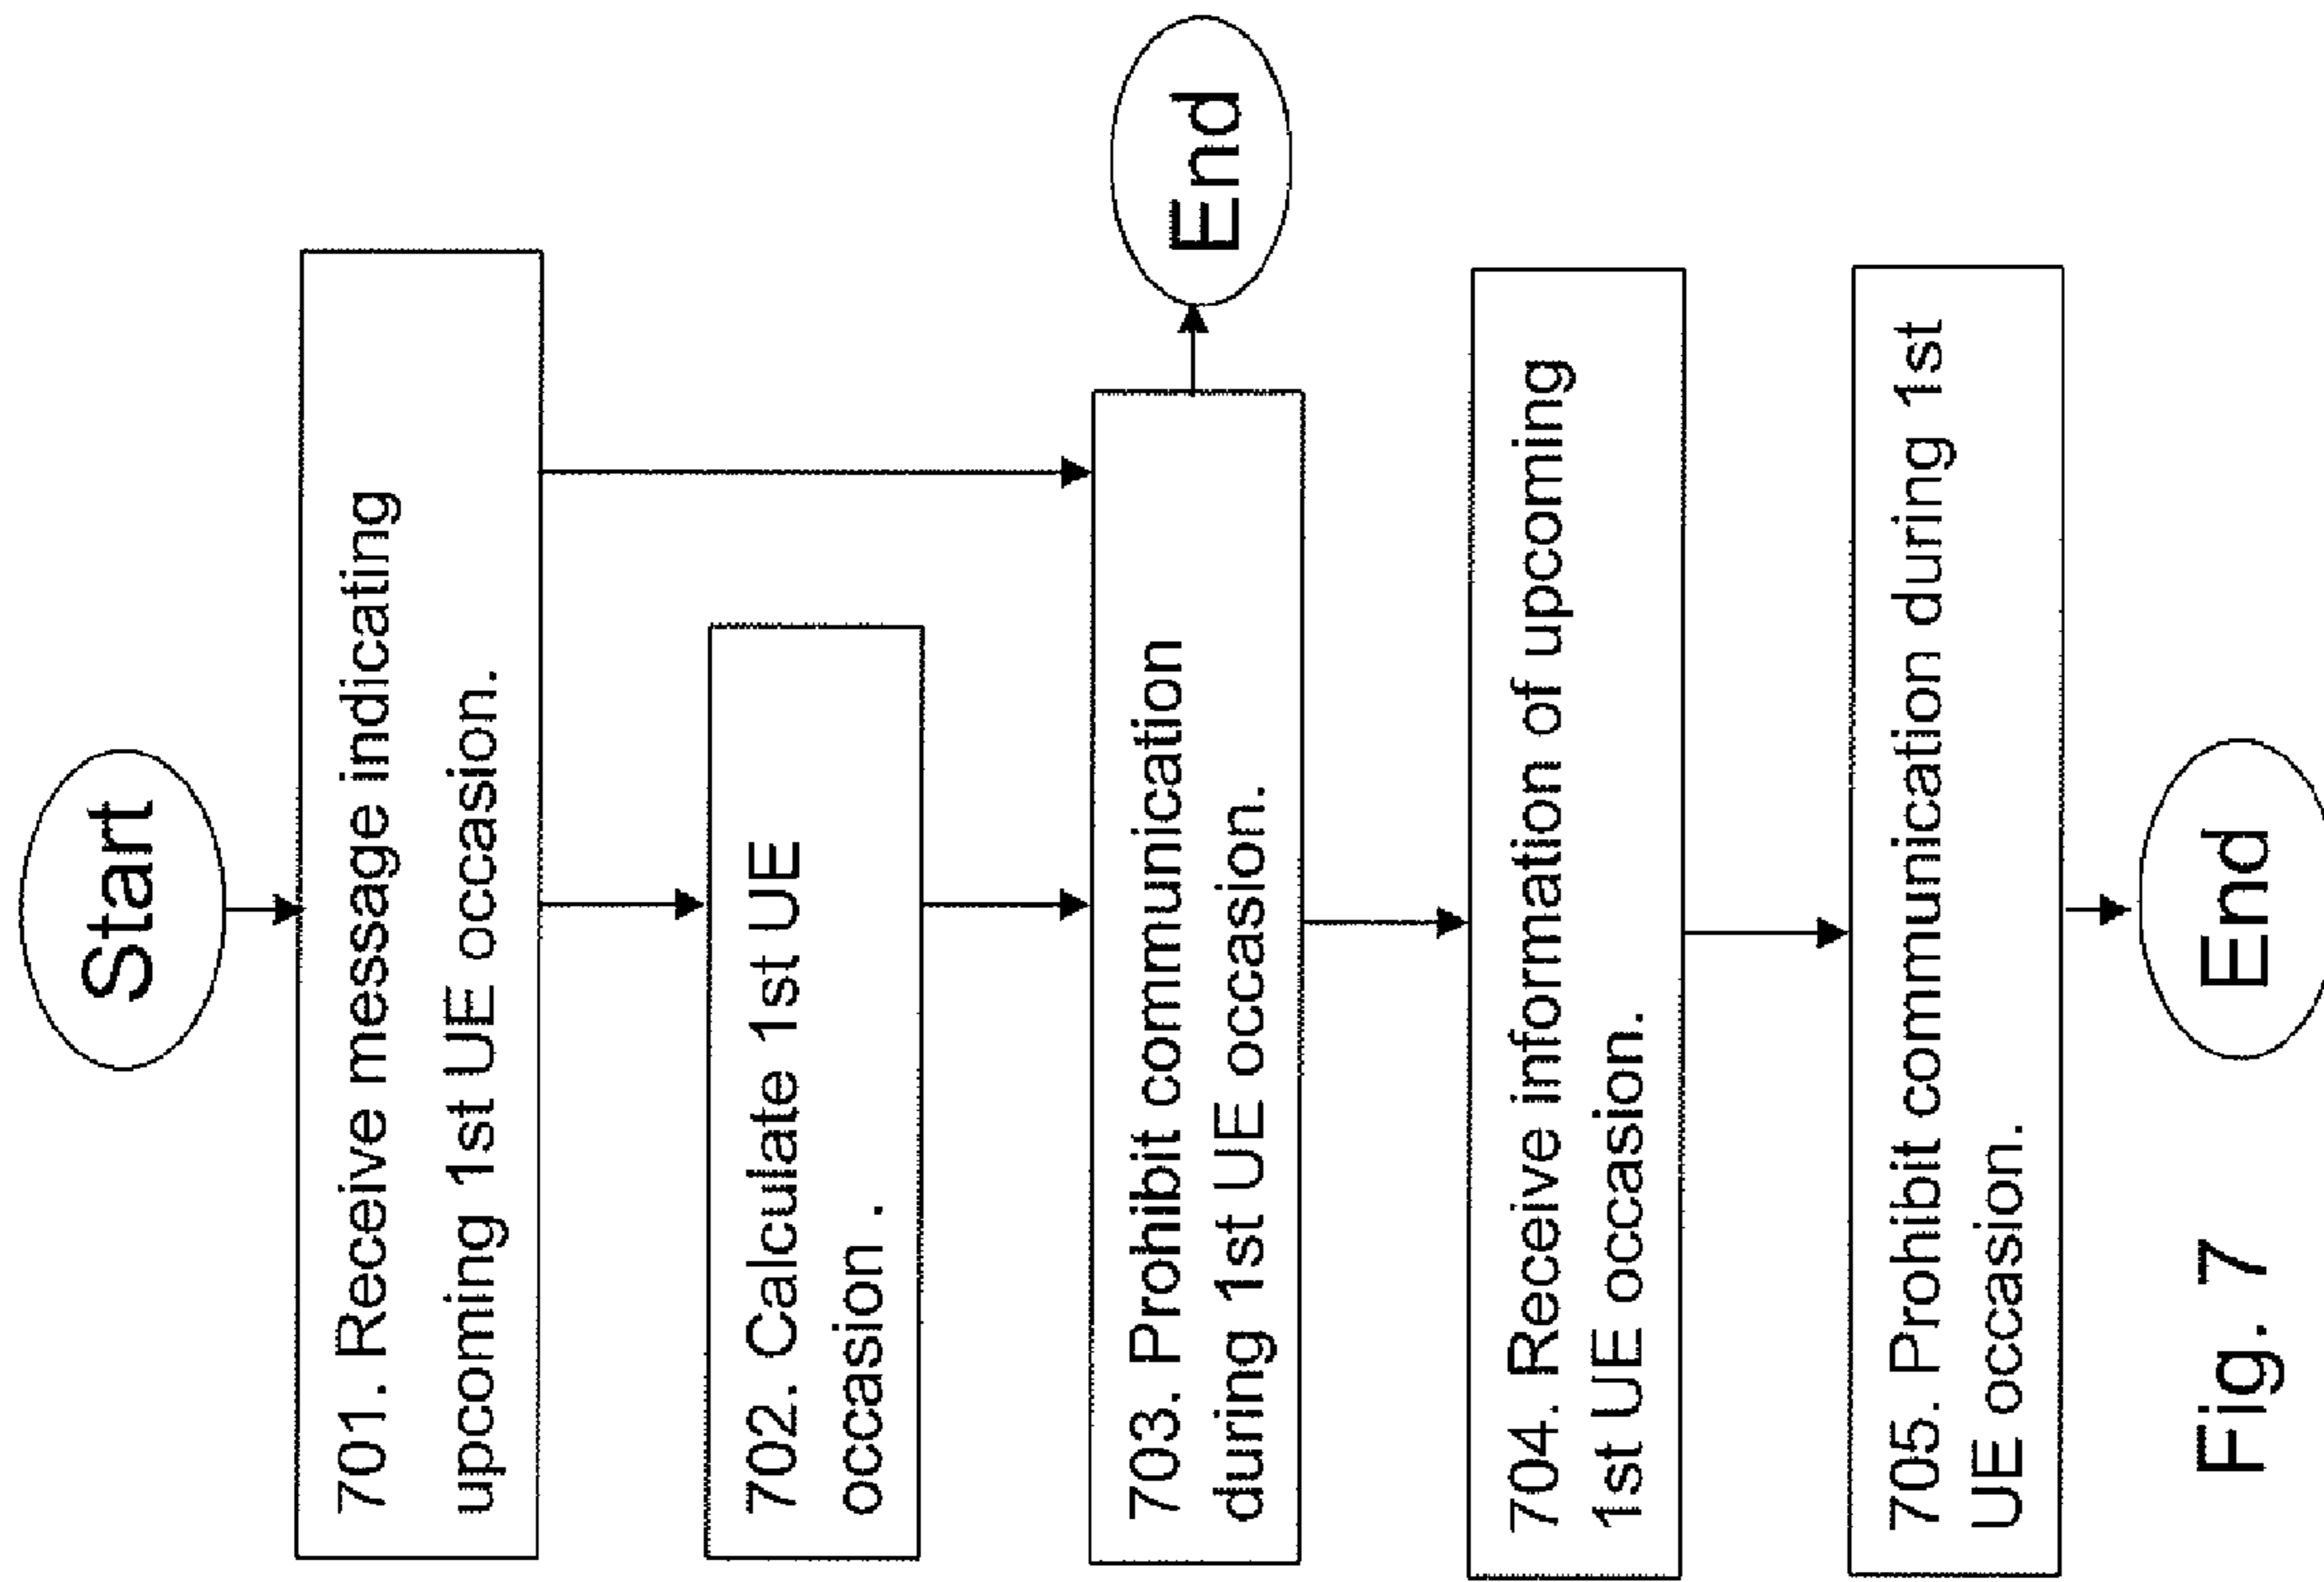 Start
701. Receive message indicating
upcoming 1st UE occasion.
702. Calculate 1st UE
occasion .
703. Prohibit communication
during 1st UE occasion.
End
704. Receive information of upcoming
1st UE occasion.
705. Prohibit communication during 1st
UE occasion.
End
Fig. 7